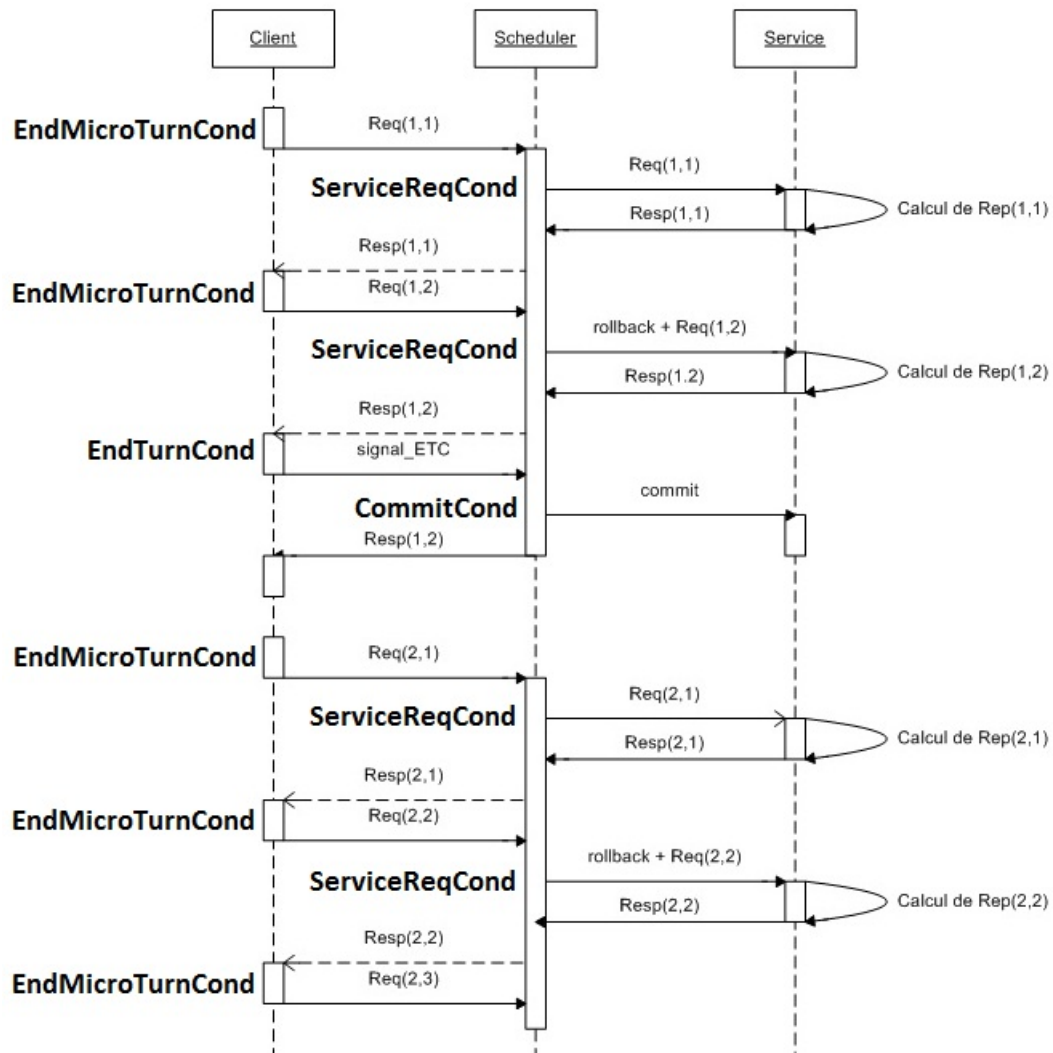 Client
Scheduler
Service
EndMicroTurnCond
Req(1,1)
ServiceReqCond
Req(1,1)
Resp(1,1)
Calcul de Rep(1,1)
Resp(1,1)
EndMicroTurnCond
Req(1,2)
ServiceReqCond
rollback + Req(1,2)
Resp(1.2)
Calcul de Rep(1,2)
Resp(1,2)
EndTurnCond
signal_ETC
CommitCond
commit
Resp(1,2)
EndMicroTurnCond
Req(2,1)
ServiceReqCond
Req(2,1)
Resp(2,1)
Calcul de Rep(2,1)
Resp(2,1)
EndMicroTurnCond
Req(2,2)
ServiceReqCond
rollback + Req(2,2)
Resp(2,2)
Calcul de Rep(2,2)
Resp(2,2)
EndMicroTurnCond
Req(2,3)